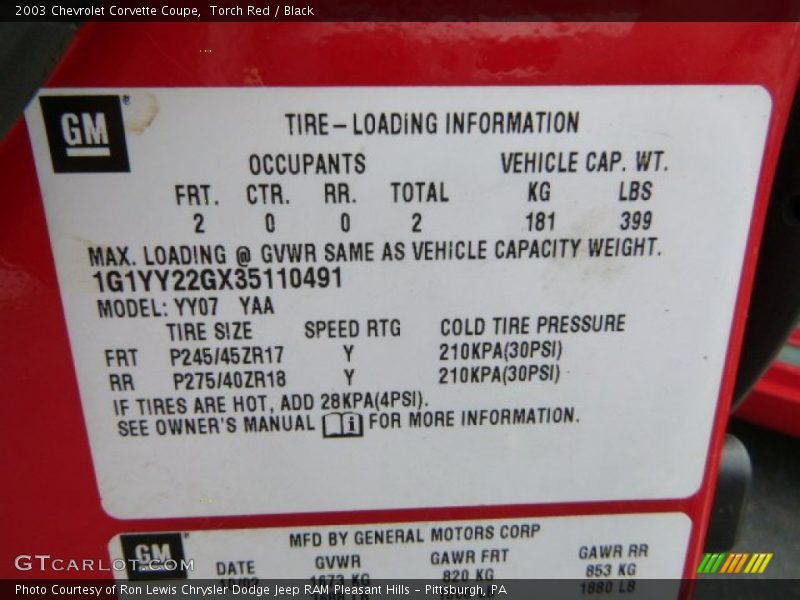 2003 Chevrolet Corvette Coupe, Torch Red / Black
GM®
TIRE-LOADING INFORMATION
OCCUPANTS VEHICLE CAP. WT.
FRT. CTR. RR. TOTAL KG LBS
2 0 0 2 181 399
MAX. LOADING @ GVWR SAME AS VEHICLE CAPACITY WEIGHT.
1G1YY22GX35110491
MODEL: YY07 YAA
TIRE SIZE SPEED RTG COLD TIRE PRESSURE
FRT P245/45ZR17 Y 210KPA(30PSI)
RR P275/40ZR18 Y 210KPA(30PSI)
IF TIRES ARE HOT, ADD 28KPA(4PSI).
SEE OWNER'S MANUAL i FOR MORE INFORMATION.
GM
MFD BY GENERAL MOTORS CORP
DATE GVWR GAWR FRT GAWR RR
1673 KG 820 KG 853 KG
1880 LB
GTCARLOT.COM
Photo Courtesy of Ron Lewis Chrysler Dodge Jeep RAM Pleasant Hills – Pittsburgh, PA